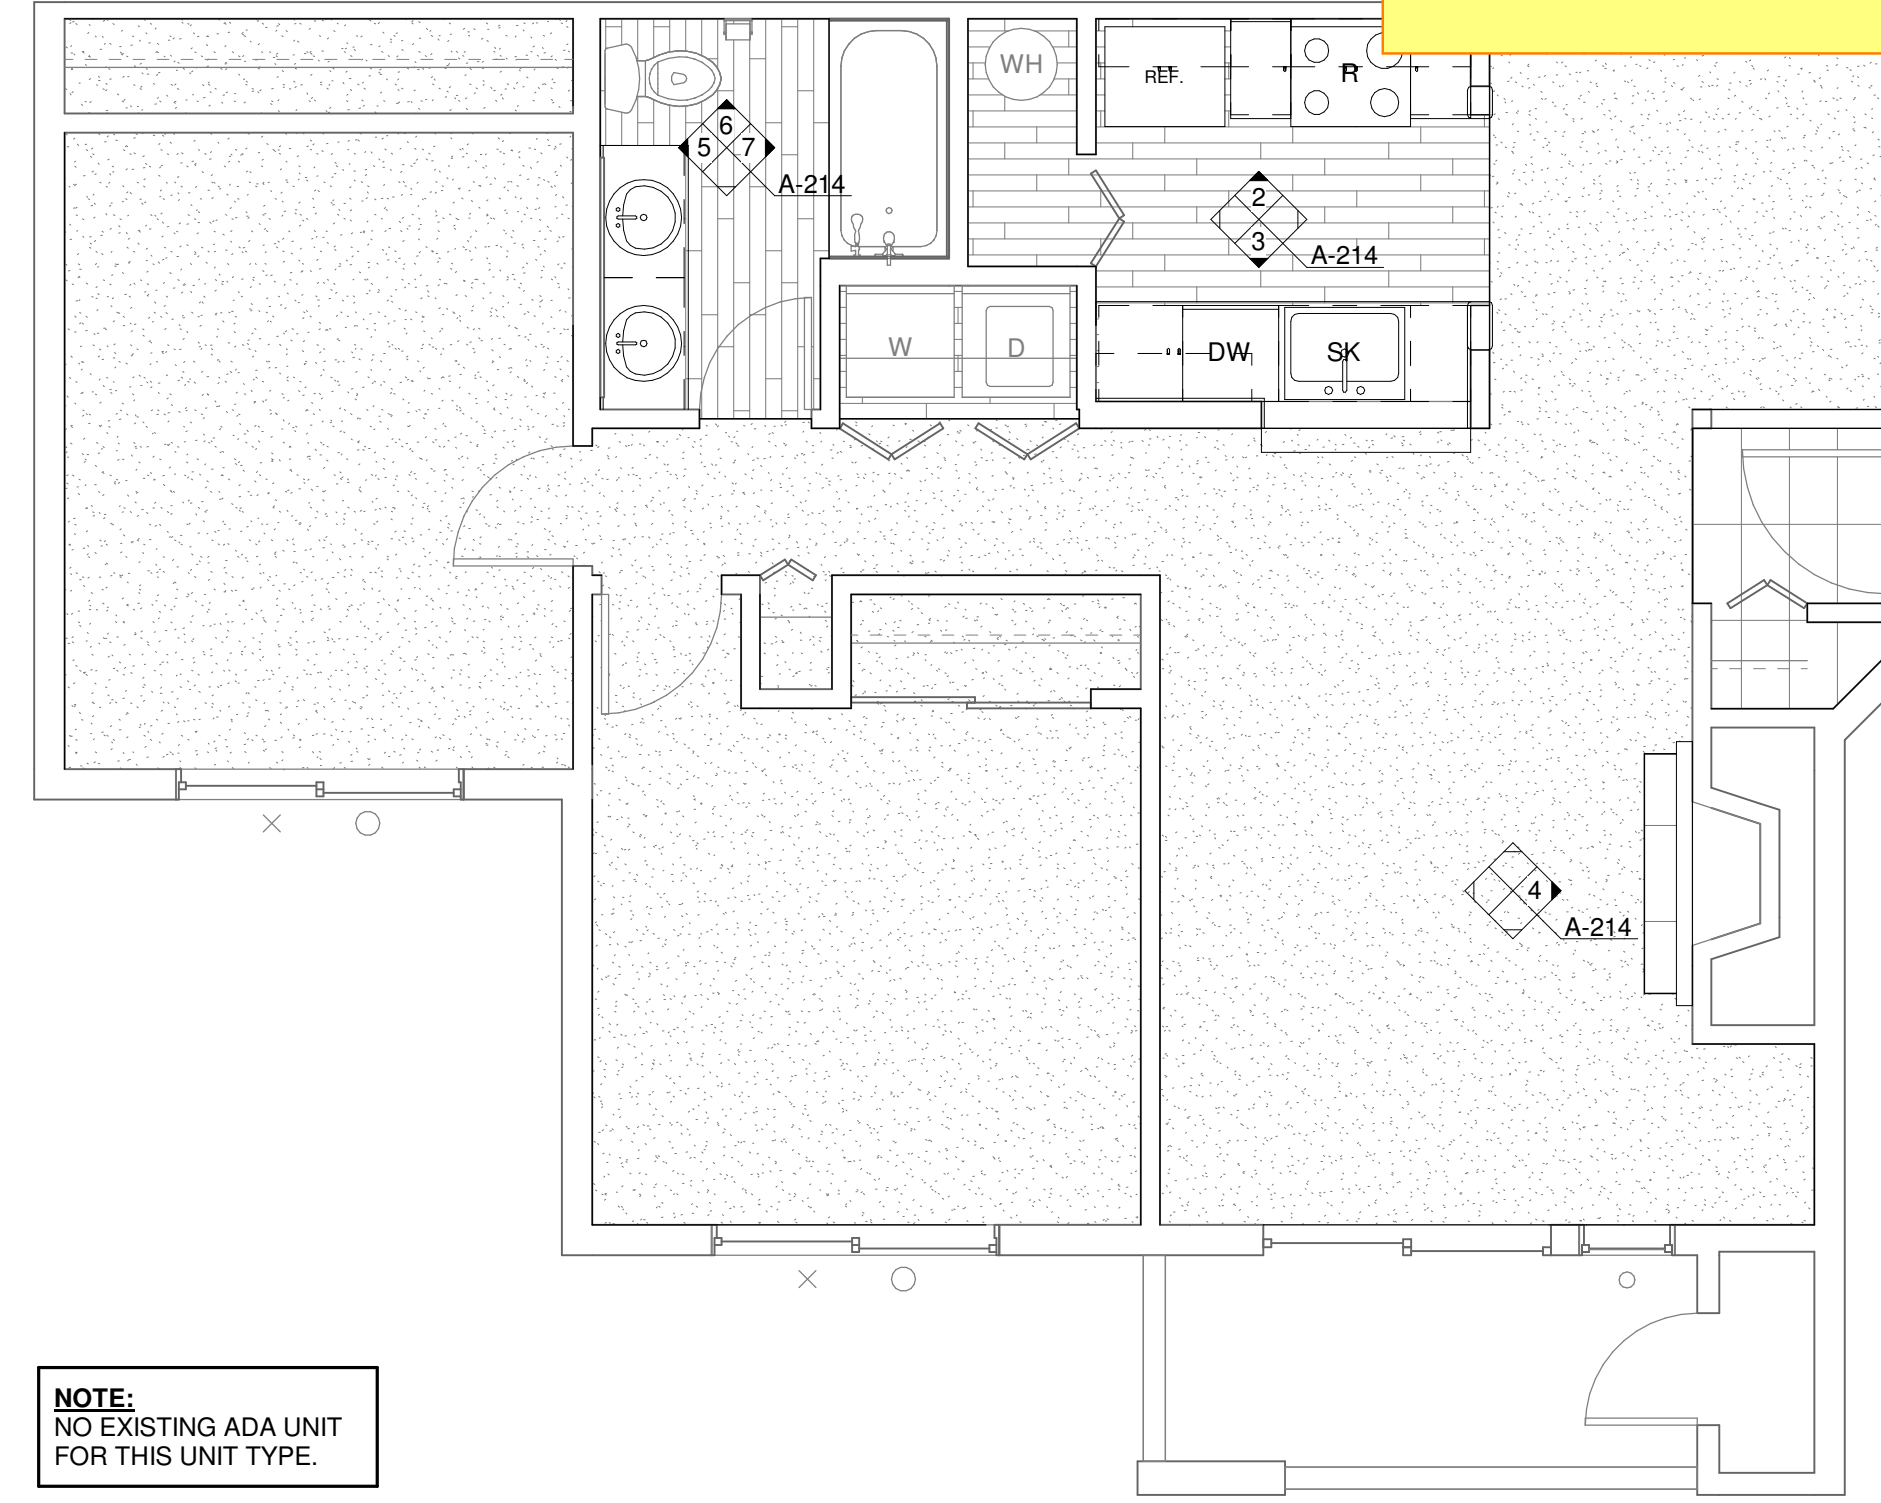 WH
REF.
R
6
5 7
A-214
2
3
A-214
W
D
DW
SK
4
A-214
NOTE:
NO EXISTING ADA UNIT
FOR THIS UNIT TYPE.